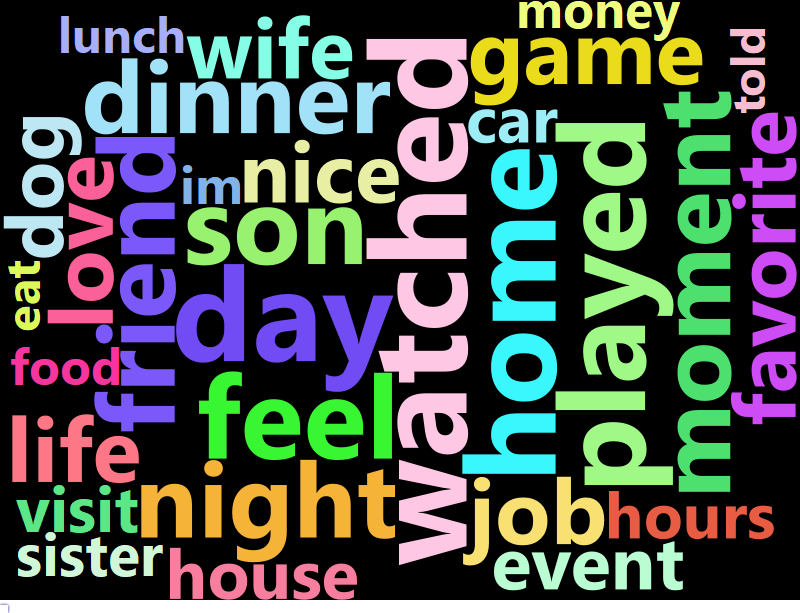 money
lunch
wife
game
told
dinner
watched
car
dog
friend
nice
im
love
home
played
moment
favorite
son
eat
day
food
feel
life
night
job
visit
hours
sister
event
house